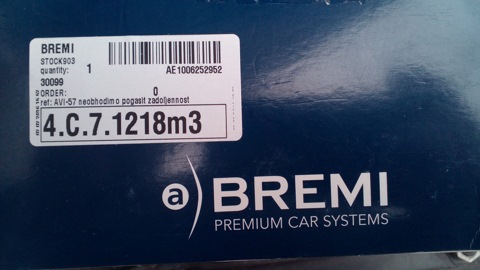 BREMI
STOCK903
quantity: 1 AE1006252952
30099
ORDER: 0
ref: AVI-57 neobhodimo pogasit zadoljennost
4.C.7.1218m3
a BREMI
PREMIUM CAR SYSTEMS